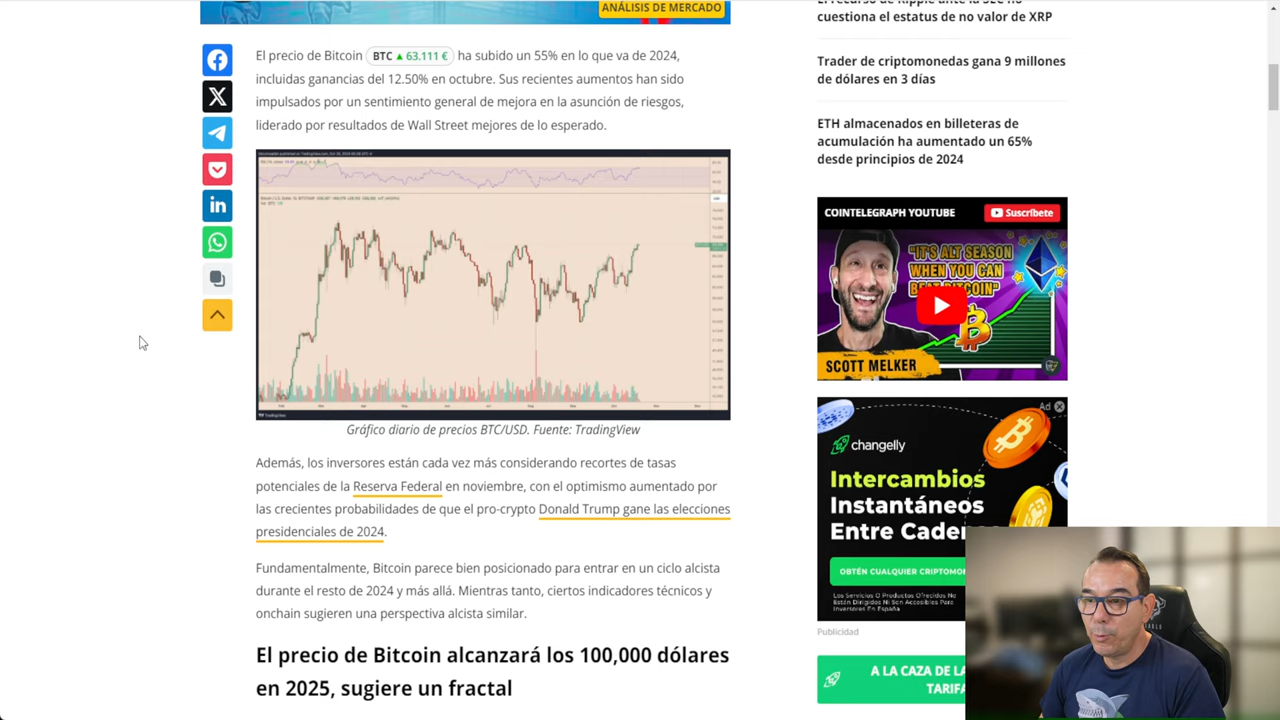 ANÁLISIS DE MERCADO
El precio de Bitcoin BTC ▲ 63.111 € ha subido un 55% en lo que va de 2024,
incluidas ganancias del 12.50% en octubre. Sus recientes aumentos han sido
impulsados por un sentimiento general de mejora en la asunción de riesgos,
liderado por resultados de Wall Street mejores de lo esperado.
Gráfico diario de precios BTC/USD. Fuente: TradingView
Además, los inversores están cada vez más considerando recortes de tasas
potenciales de la Reserva Federal en noviembre, con el optimismo aumentado por
las crecientes probabilidades de que el pro-crypto Donald Trump gane las elecciones
presidenciales de 2024.
Fundamentalmente, Bitcoin parece bien posicionado para entrar en un ciclo alcista
durante el resto de 2024 y más allá. Mientras tanto, ciertos indicadores técnicos y
onchain sugieren una perspectiva alcista similar.
El precio de Bitcoin alcanzará los 100,000 dólares
en 2025, sugiere un fractal
El recurso de Ripple ante la SEC no
cuestiona el estatus de no valor de XRP
Trader de criptomonedas gana 9 millones
de dólares en 3 días
ETH almacenados en billeteras de
acumulación ha aumentado un 65%
desde principios de 2024
COINTELEGRAPH YOUTUBE
Suscríbete
"IT'S ALT SEASON
WHEN YOU CAN
BEAT BITCOIN"
SCOTT MELKER
Ad
changelly
Intercambios
Instantáneos
Entre Cade
OBTÉN CUALQUIER CRIPTOMO
Los Servicios O Productos Ofrecidos No
Están Dirigidos Ni Son Accesibles Para
Inversores En España
Publicidad
A LA CAZA DE LA
TARIFA